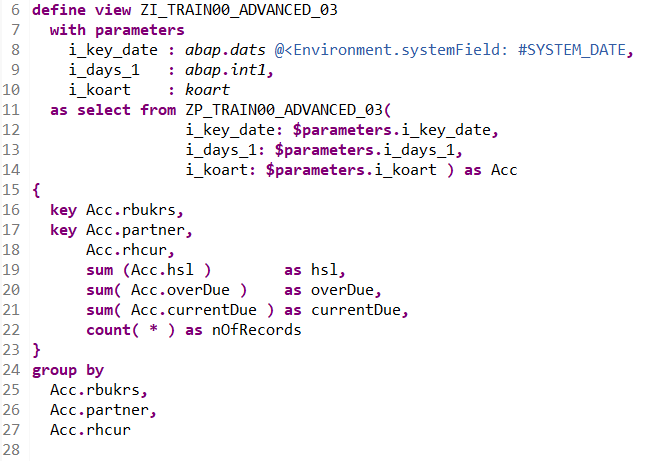 6 define view ZI_TRAIN00_ADVANCED_03
7   with parameters
8     i_key_date : abap.dats @<Environment.systemField: #SYSTEM_DATE,
9     i_days_1   : abap.int1,
10     i_koart    : koart
11   as select from ZP_TRAIN00_ADVANCED_03(
12                  i_key_date: $parameters.i_key_date,
13                  i_days_1: $parameters.i_days_1,
14                  i_koart: $parameters.i_koart ) as Acc
15 {
16   key Acc.rbukrs,
17   key Acc.partner,
18       Acc.rhcur,
19       sum (Acc.hsl )        as hsl,
20       sum( Acc.overDue )    as overDue,
21       sum( Acc.currentDue ) as currentDue,
22       count( * ) as nOfRecords
23 }
24 group by
25   Acc.rbukrs,
26   Acc.partner,
27   Acc.rhcur
28